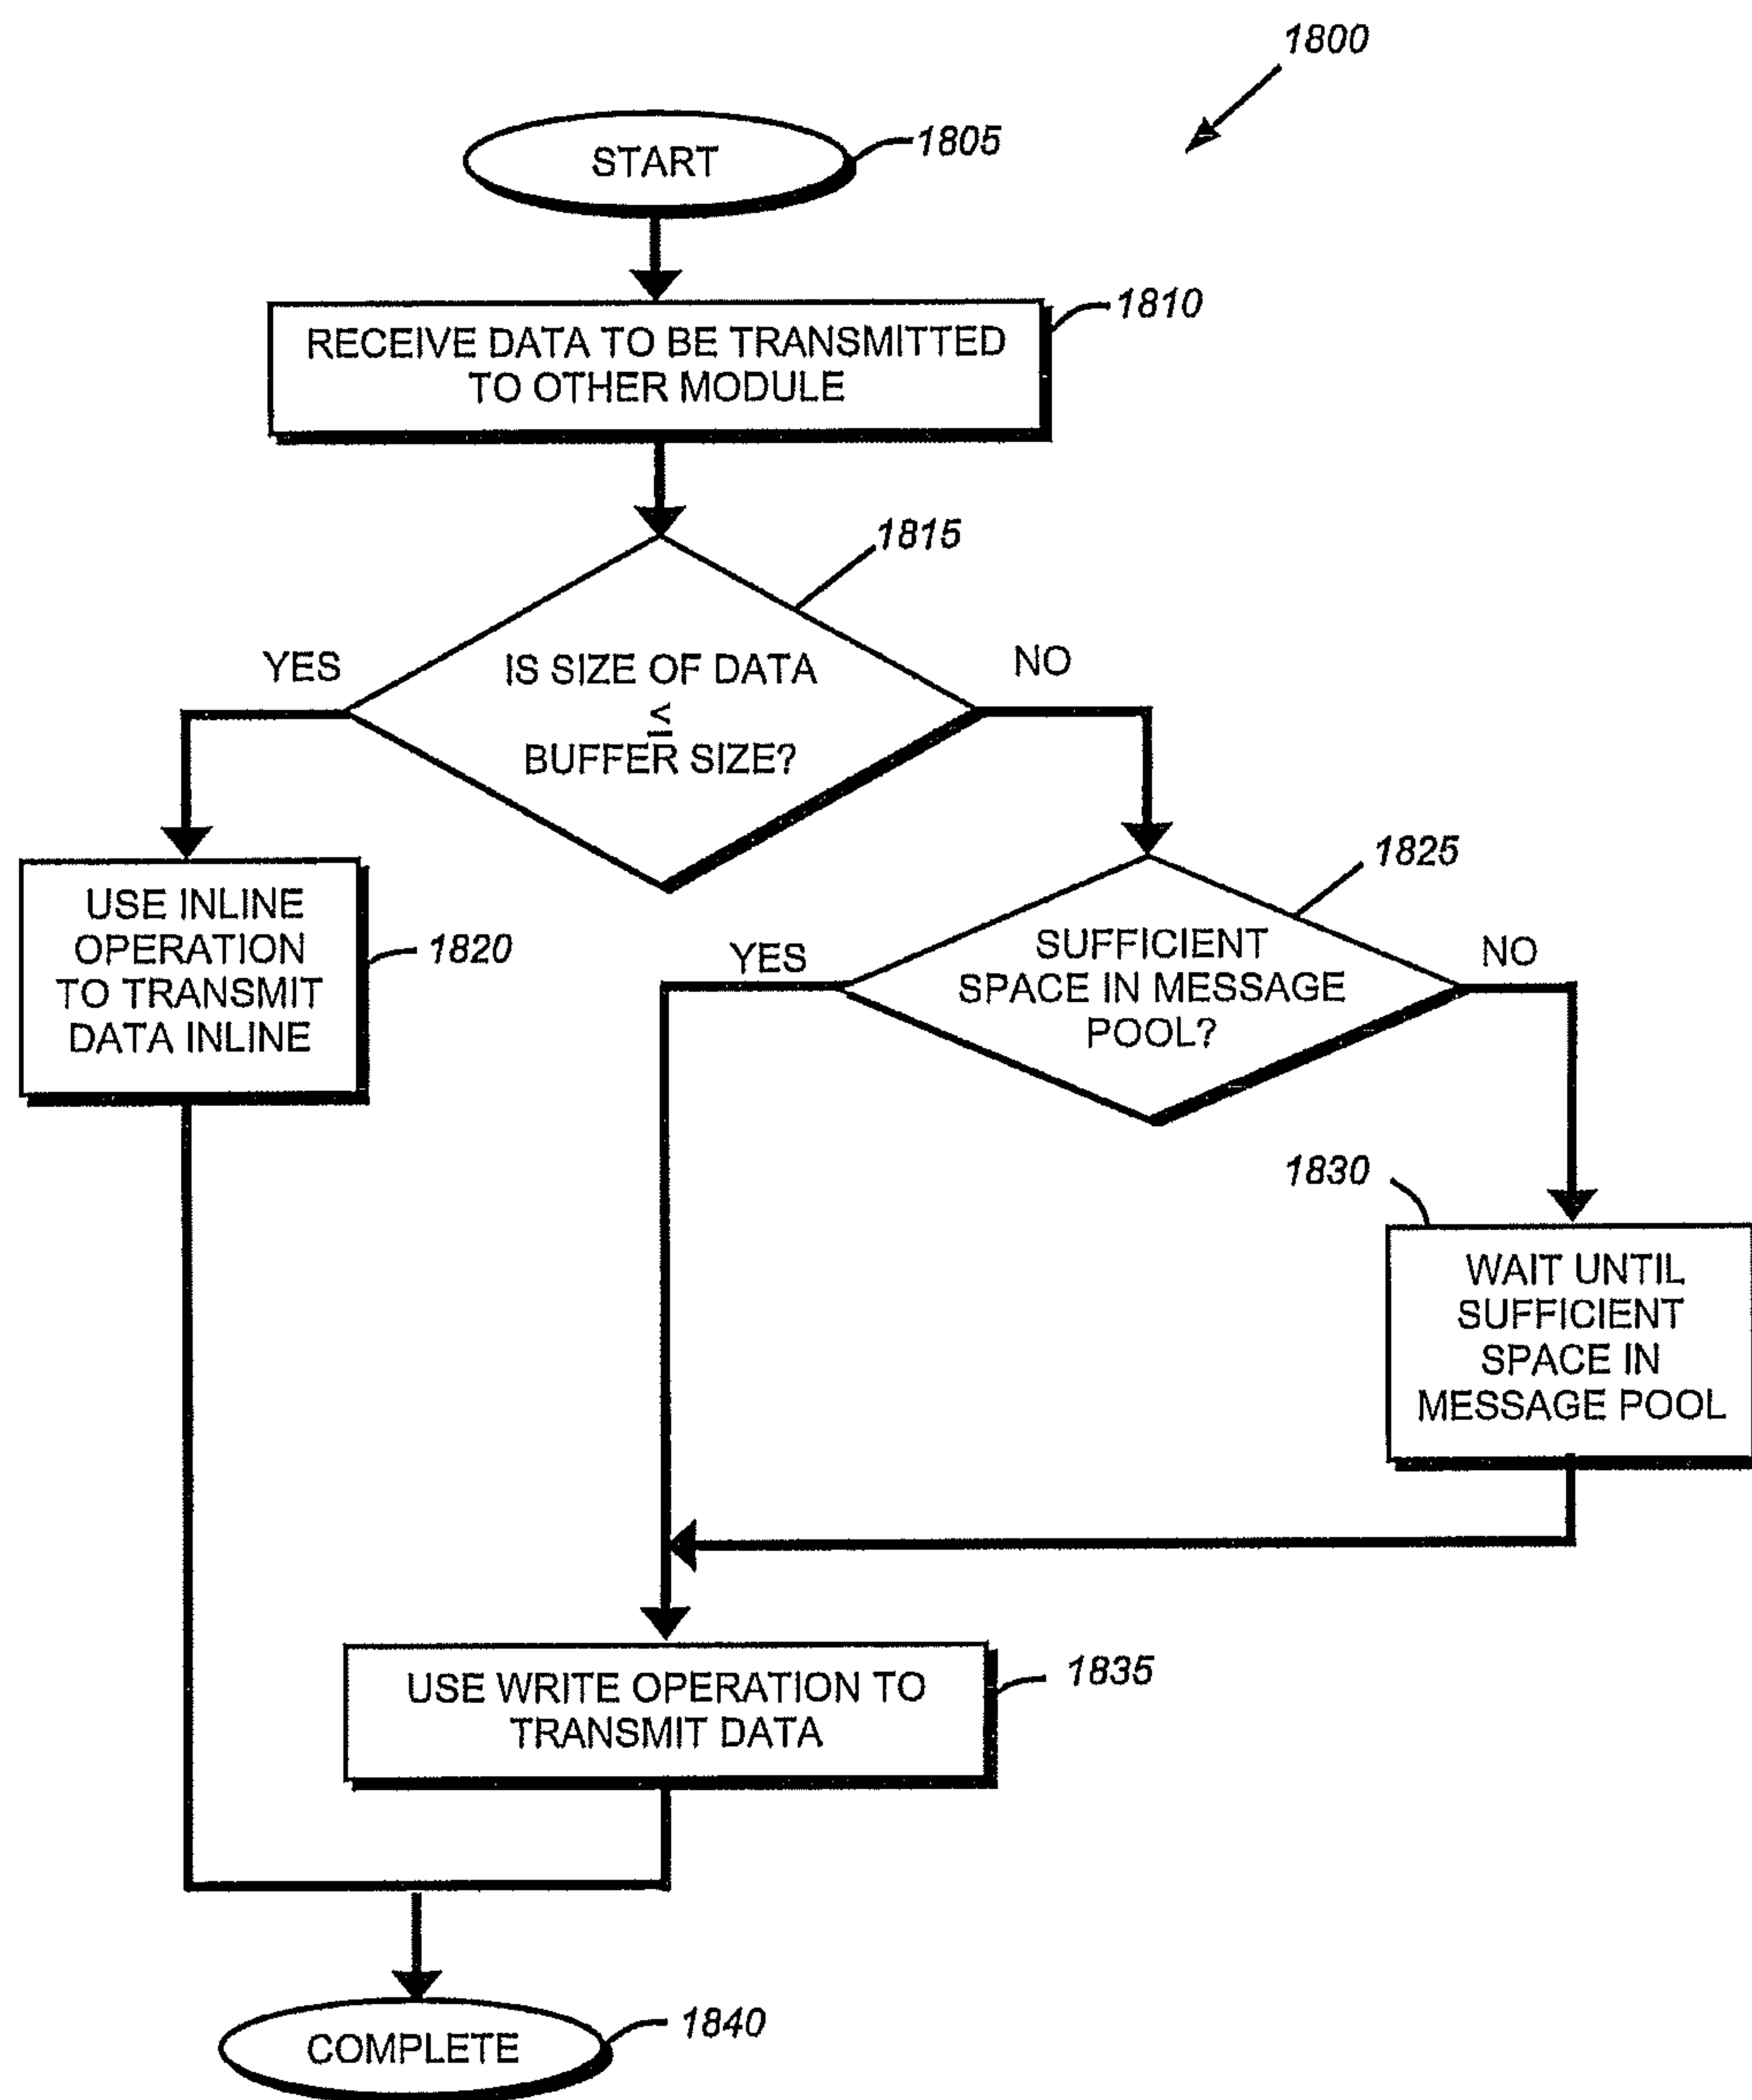 1800
START
1805
RECEIVE DATA TO BE TRANSMITTED
TO OTHER MODULE
1810
1815
YES
IS SIZE OF DATA
≤
BUFFER SIZE?
NO
USE INLINE
OPERATION
TO TRANSMIT
DATA INLINE
1820
1825
YES
SUFFICIENT
SPACE IN MESSAGE
POOL?
NO
1830
WAIT UNTIL
SUFFICIENT
SPACE IN
MESSAGE POOL
USE WRITE OPERATION TO
TRANSMIT DATA
1835
COMPLETE
1840